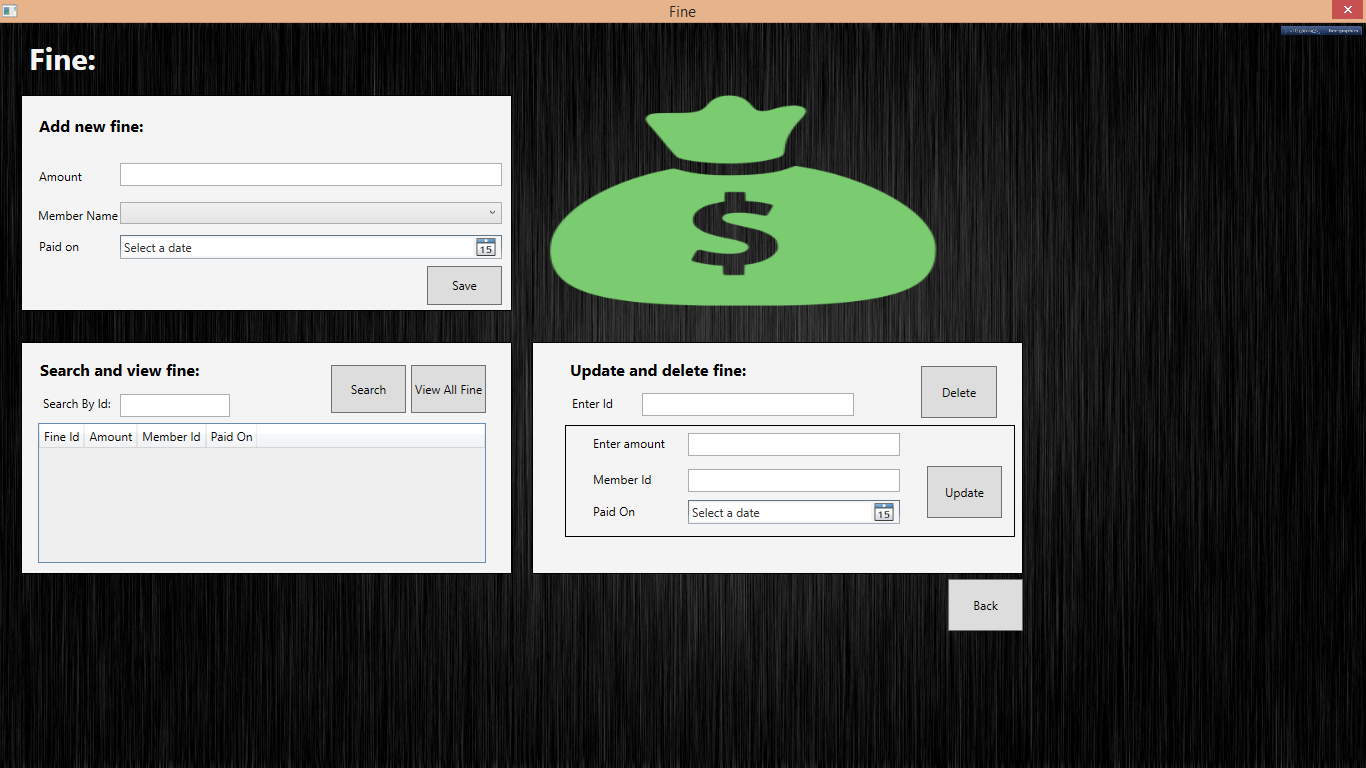 Fine
Fine:
Add new fine:
Amount
Member Name
Paid on
Select a date
15
Save
$
Search and view fine:
Search
View All Fine
Search By Id:
Fine Id
Amount
Member Id
Paid On
Update and delete fine:
Delete
Enter Id
Enter amount
Member Id
Update
Paid On
Select a date
15
Back